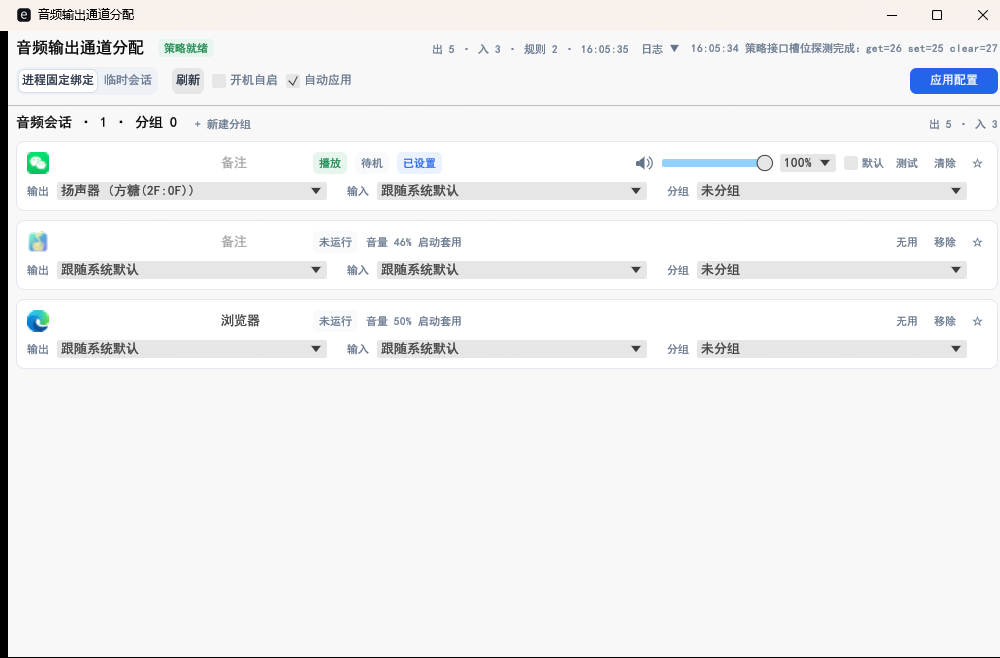 e 音频输出通道分配
音频输出通道分配 策略就绪 出 5 · 入 3 · 规则 2 · 16:05:35 日志 ▼ 16:05:34 策略接口槽位探测完成: get=26 set=25 clear=27
进程固定绑定 临时会话 刷新 开机自启 自动应用 应用配置
音频会话 · 1 · 分组 0 + 新建分组 出 5 · 入 3
备注 播放 待机 已设置 100% ▼ 默认 测试 清除 ☆
输出 扬声器 (方糖(2F:0F)) ▼ 输入 跟随系统默认 ▼ 分组 未分组 ▼
备注 未运行 音量 46% 启动套用 无用 移除 ☆
输出 跟随系统默认 ▼ 输入 跟随系统默认 ▼ 分组 未分组 ▼
浏览器 未运行 音量 50% 启动套用 无用 移除 ☆
输出 跟随系统默认 ▼ 输入 跟随系统默认 ▼ 分组 未分组 ▼